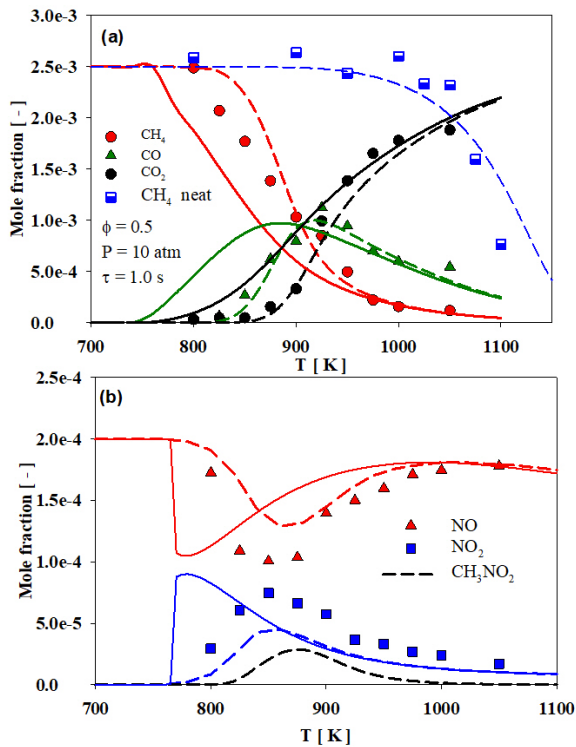 (a)
3.0e-3
2.5e-3
2.0e-3
1.5e-3
1.0e-3
5.0e-4
0.0
Mole fraction [ - ]
CH₄
CO
CO₂
CH₄ neat
ϕ = 0.5
P = 10 atm
τ = 1.0 s
700 800 900 1000 1100
T [ K ]
(b)
2.5e-4
2.0e-4
1.5e-4
1.0e-4
5.0e-5
0.0
Mole fraction [ - ]
NO
NO₂
CH₃NO₂
700 800 900 1000 1100
T [ K ]